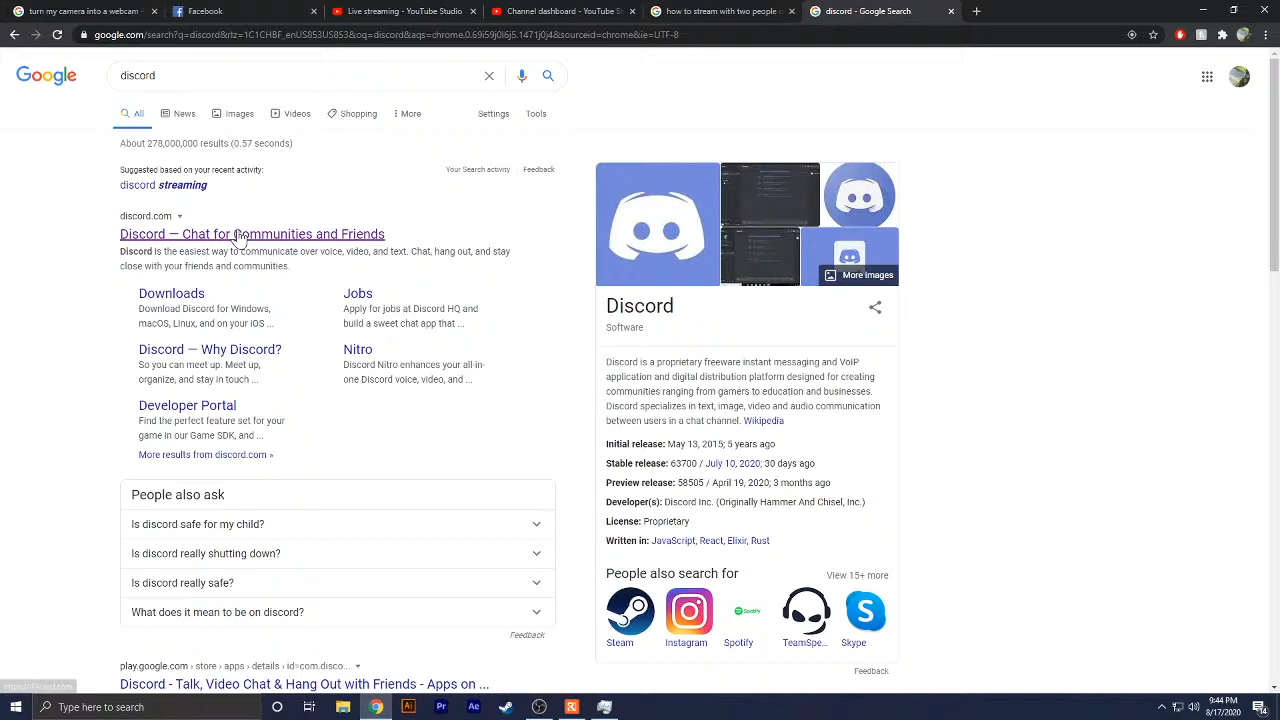 turn my camera into a webcam -
Facebook
Live streaming - YouTube Studio
Channel dashboard - YouTube St
how to stream with two people o
discord - Google Search
google.com/search?q=discord&rlz=1C1CHBF_enUS853US853&oq=discord&aqs=chrome.0.69i59j0l6j5.1471j0j4&sourceid=chrome&ie=UTF-8
Google
discord
All
News
Images
Videos
Shopping
More
Settings
Tools
About 278,000,000 results (0.57 seconds)
Suggested based on your recent activity:
Your Search activity
Feedback
discord streaming
discord.com
Discord — Chat for Communities and Friends
Discord is the easiest way to communicate over voice, video, and text. Chat, hang out, and stay
close with your friends and communities.
Downloads
Download Discord for Windows,
macOS, Linux, and on your iOS ...
Jobs
Apply for jobs at Discord HQ and
build a sweet chat app that ...
Discord — Why Discord?
So you can meet up. Meet up,
organize, and stay in touch ...
Nitro
Discord Nitro enhances your all-in-
one Discord voice, video, and ...
Developer Portal
Find the perfect feature set for your
game in our Game SDK, and ...
More results from discord.com »
People also ask
Is discord safe for my child?
Is discord really shutting down?
Is discord really safe?
What does it mean to be on discord?
Feedback
play.google.com › store › apps › details › id=com.disco...
Discord - Talk, Video Chat & Hang Out with Friends - Apps on ...
More images
Discord
Software
Discord is a proprietary freeware instant messaging and VoIP
application and digital distribution platform designed for creating
communities ranging from gamers to education and businesses.
Discord specializes in text, image, video and audio communication
between users in a chat channel. Wikipedia
Initial release: May 13, 2015; 5 years ago
Stable release: 63700 / July 10, 2020; 30 days ago
Preview release: 58505 / April 19, 2020; 3 months ago
Developer(s): Discord Inc. (Originally Hammer And Chisel, Inc.)
License: Proprietary
Written in: JavaScript, React, Elixir, Rust
People also search for
View 15+ more
Spotify
Steam
Instagram
Spotify
TeamSpe...
Skype
Feedback
https://discord.com
Type here to search
Ai
Pr
Ae
9:44 PM
8/17/2020